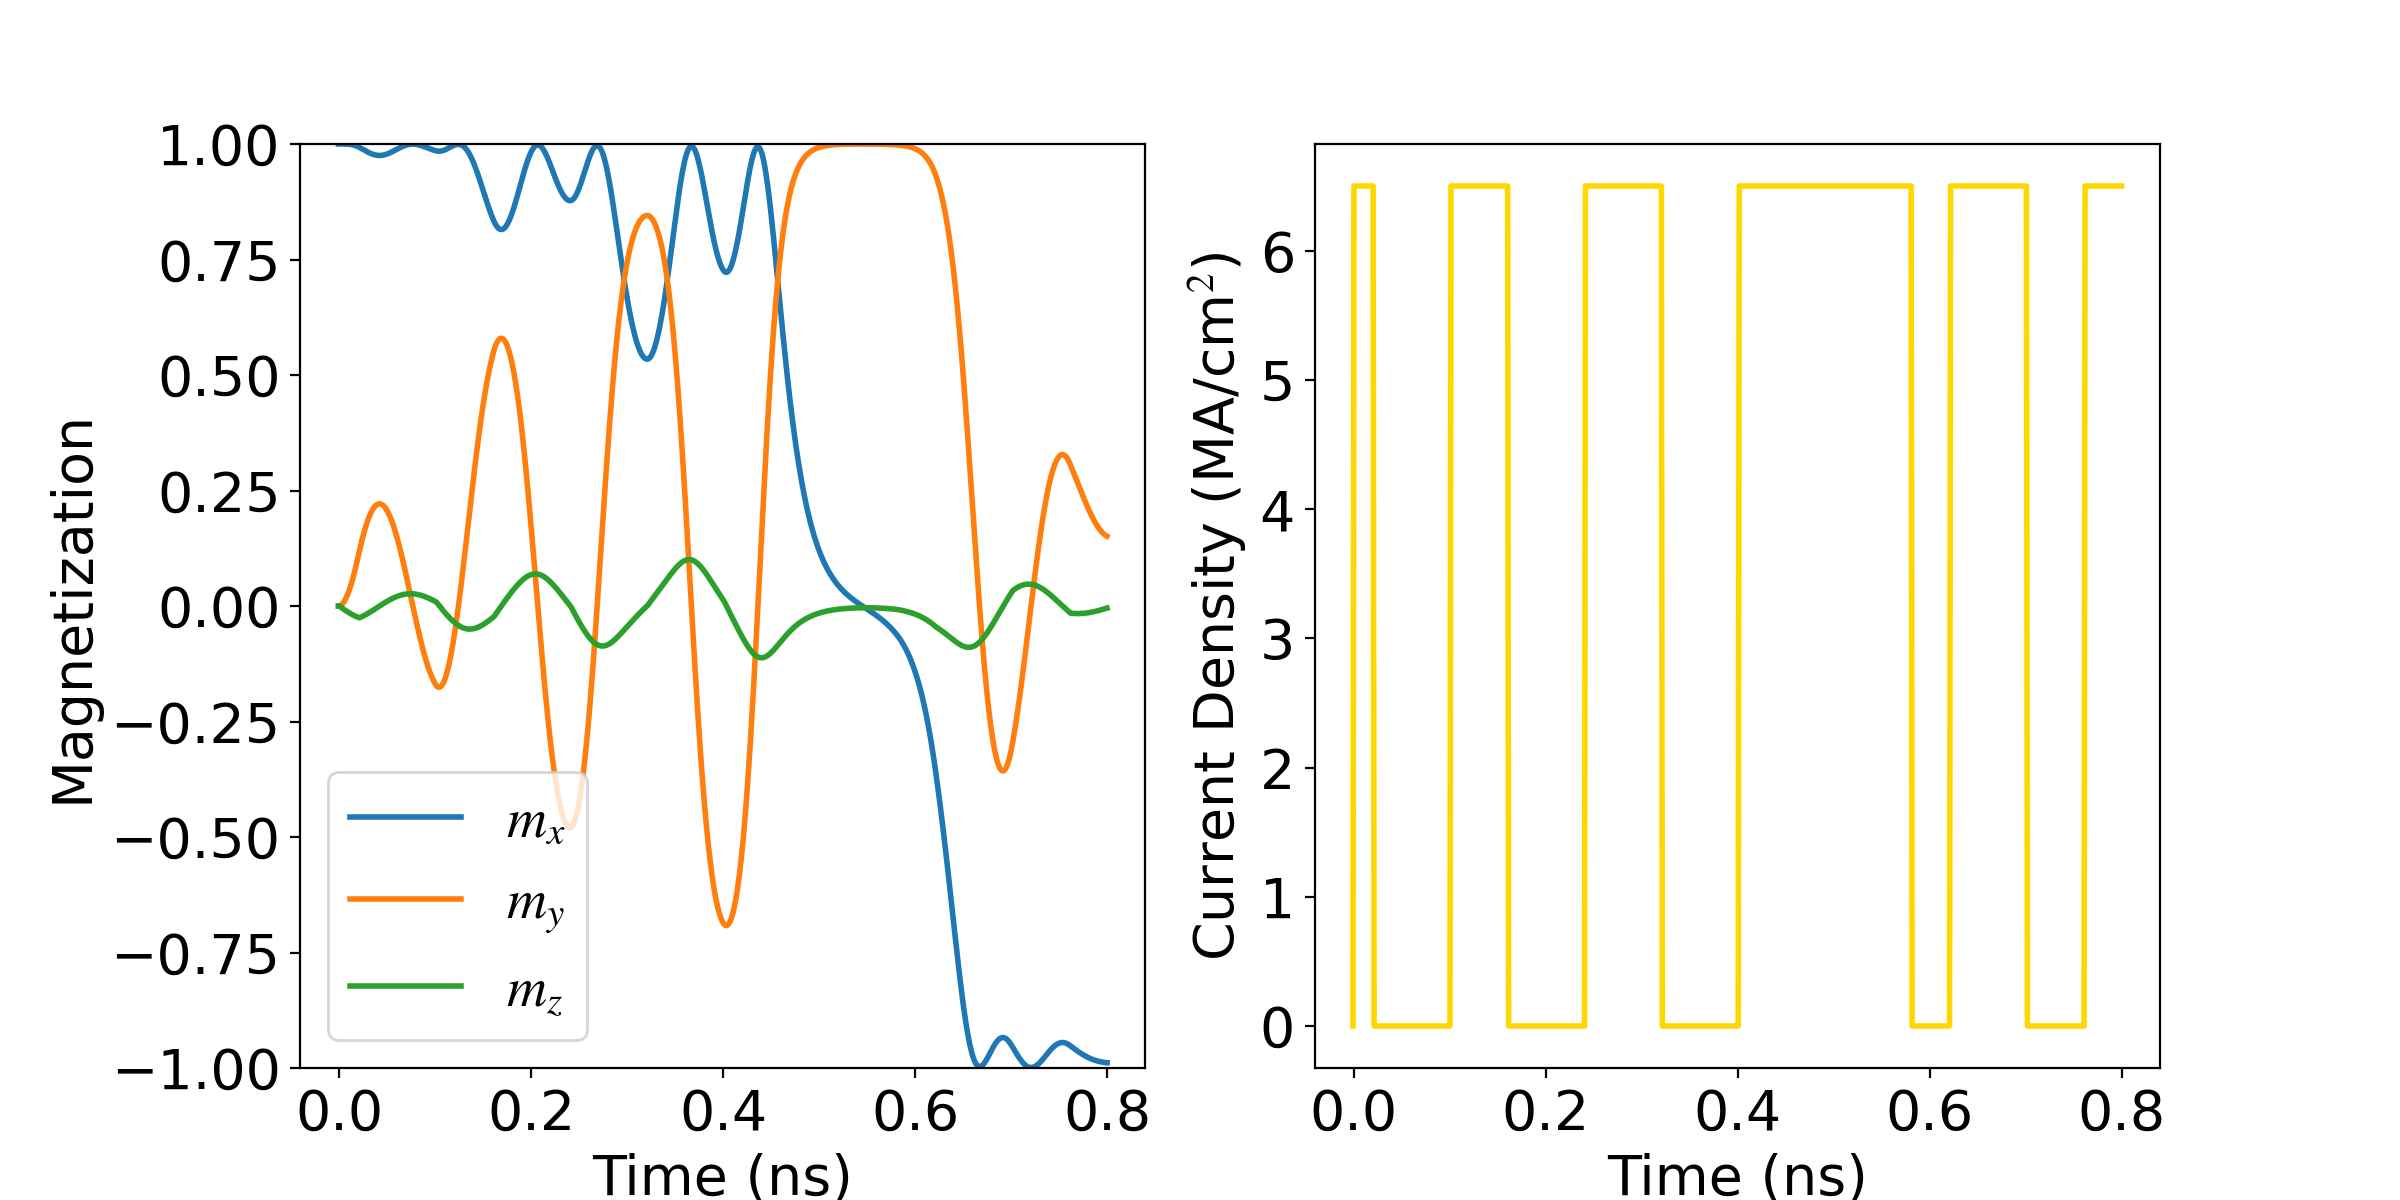 Magnetization
1.00
0.75
0.50
0.25
0.00
−0.25
−0.50
−0.75
−1.00
m_x
m_y
m_z
0.0 0.2 0.4 0.6 0.8
Time (ns)
Current Density (MA/cm²)
6
5
4
3
2
1
0
0.0 0.2 0.4 0.6 0.8
Time (ns)